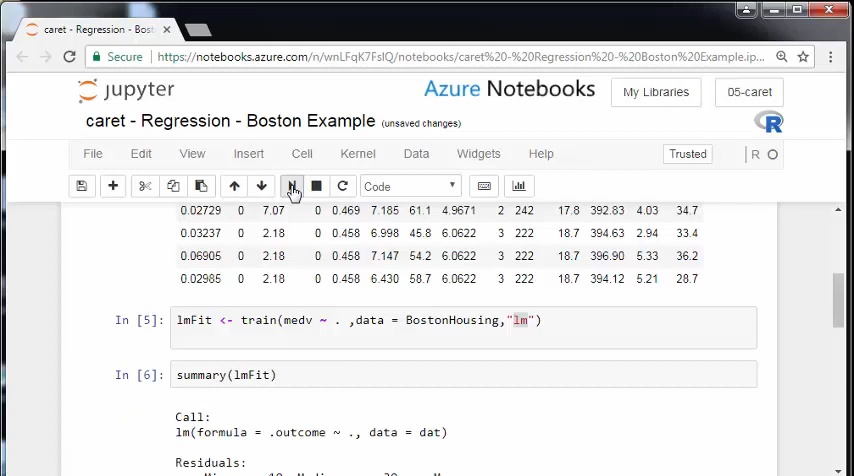 caret - Regression - Bos
Secure https://notebooks.azure.com/n/wnLFqK7FsIQ/notebooks/caret%20-%20Regression%20-%20Boston%20Example.ip...
Jupyter Azure Notebooks My Libraries 05-caret
caret - Regression - Boston Example (unsaved changes) R
File Edit View Insert Cell Kernel Data Widgets Help Trusted R
Code
0.02729 0 7.07 0 0.469 7.185 61.1 4.9671 2 242 17.8 392.83 4.03 34.7
0.03237 0 2.18 0 0.458 6.998 45.8 6.0622 3 222 18.7 394.63 2.94 33.4
0.06905 0 2.18 0 0.458 7.147 54.2 6.0622 3 222 18.7 396.90 5.33 36.2
0.02985 0 2.18 0 0.458 6.430 58.7 6.0622 3 222 18.7 394.12 5.21 28.7
In [5]: lmFit <- train(medv ~ . ,data = BostonHousing,"lm")
In [6]: summary(lmFit)
Call:
lm(formula = .outcome ~ ., data = dat)
Residuals: